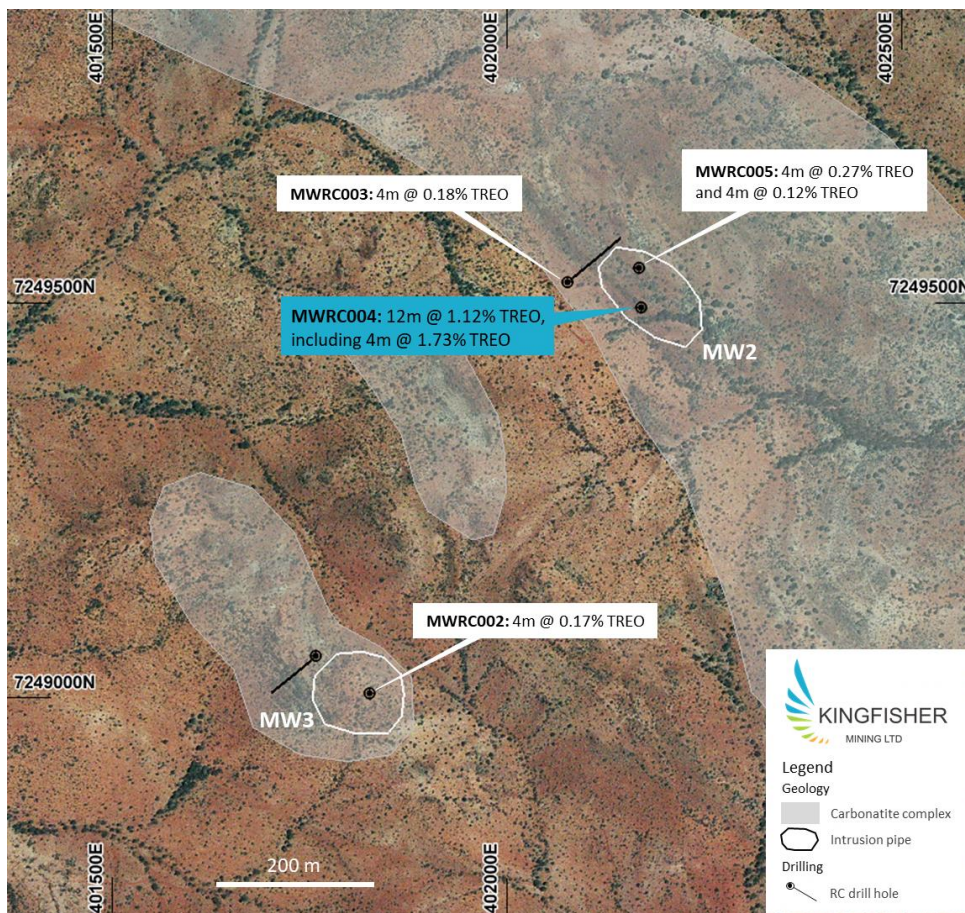 401500E
402000E
402500E
MWRC003: 4m @ 0.18% TREO
MWRC005: 4m @ 0.27% TREO
and 4m @ 0.12% TREO
7249500N
7249500N
MWRC004: 12m @ 1.12% TREO,
including 4m @ 1.73% TREO
MW2
MWRC002: 4m @ 0.17% TREO
7249000N
MW3
KINGFISHER
MINING LTD
Legend
Geology
Carbonatite complex
Intrusion pipe
Drilling
RC drill hole
200 m
401500E
402000E